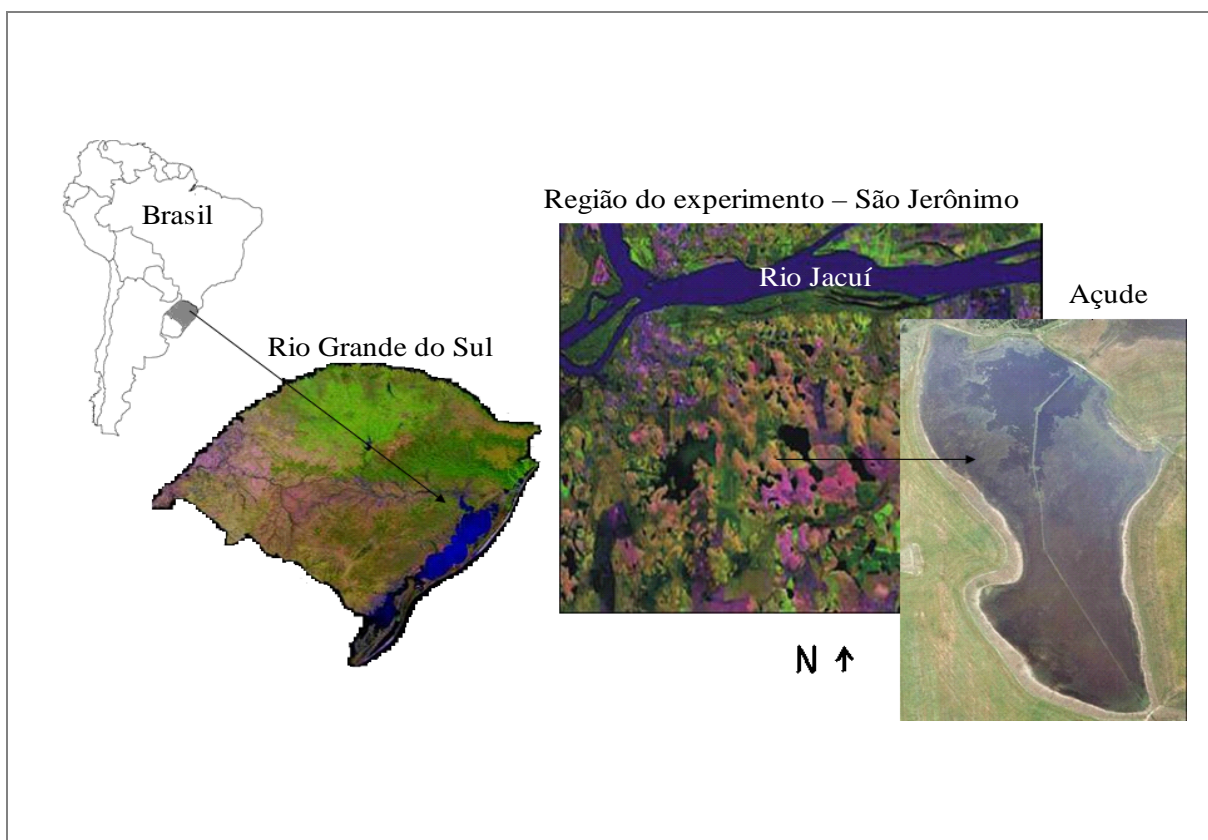 Brasil
Rio Grande do Sul
Região do experimento – São Jerônimo
Rio Jacuí
Açude
N